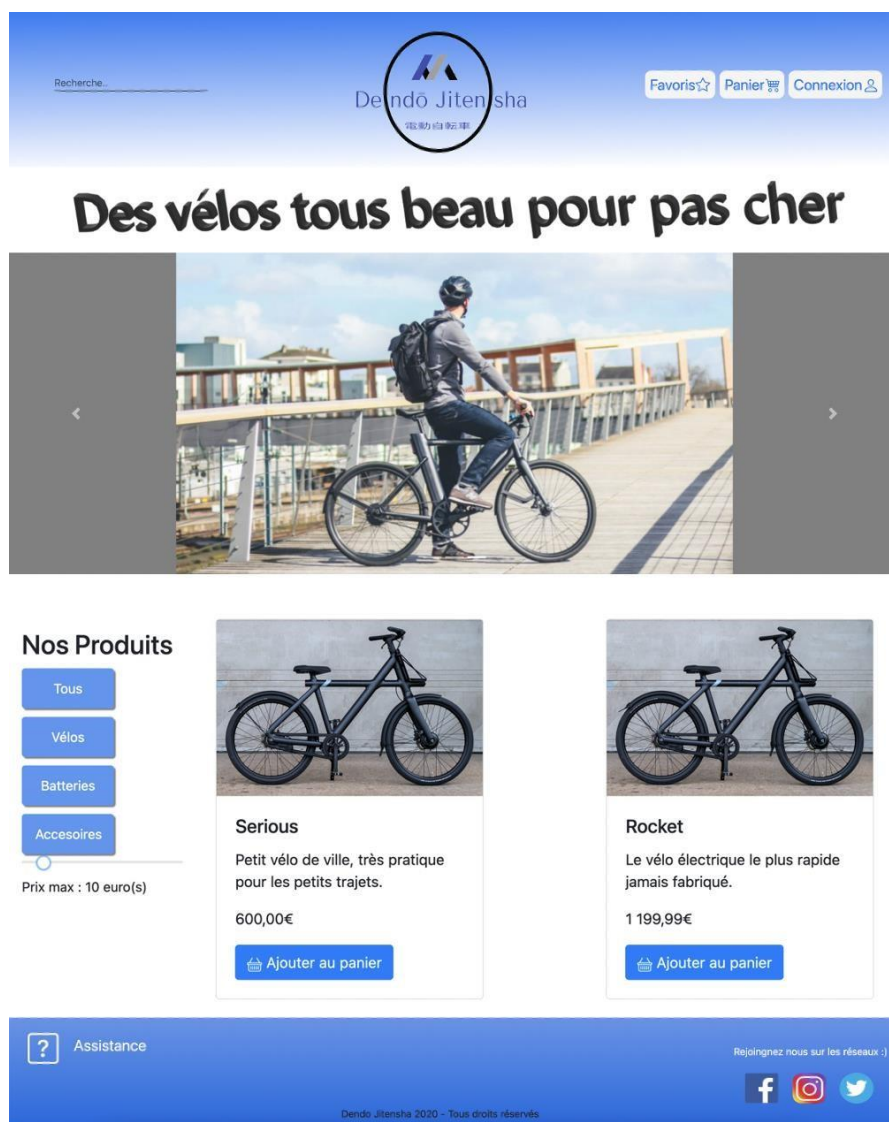 Recherche..
Favoris
Panier
Connexion
Dendō Jitensha
電動自転車
Des vélos tous beau pour pas cher
Nos Produits
Tous
Vélos
Batteries
Accesoires
Prix max : 10 euro(s)
Serious
Petit vélo de ville, très pratique
pour les petits trajets.
600,00€
Ajouter au panier
Rocket
Le vélo électrique le plus rapide
jamais fabriqué.
1 199,99€
Ajouter au panier
? Assistance
Rejoingnez nous sur les réseaux :)
Dendo Jitensha 2020 - Tous droits réservés